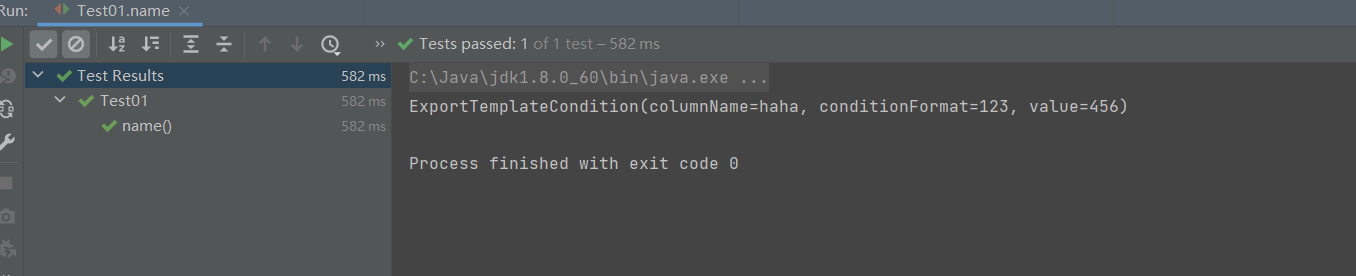 Run: Test01.name ×
Tests passed: 1 of 1 test – 582 ms
Test Results 582 ms
Test01 582 ms
name() 582 ms
C:\Java\jdk1.8.0_60\bin\java.exe ...
ExportTemplateCondition(columnName=haha, conditionFormat=123, value=456)
Process finished with exit code 0